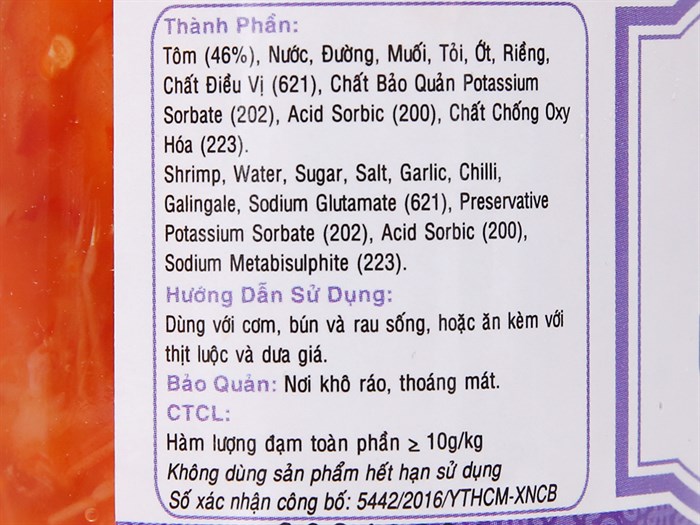 Thành Phần:
Tôm (46%), Nước, Đường, Muối, Tỏi, Ớt, Riềng,
Chất Điều Vị (621), Chất Bảo Quản Potassium
Sorbate (202), Acid Sorbic (200), Chất Chống Oxy
Hóa (223).
Shrimp, Water, Sugar, Salt, Garlic, Chilli,
Galingale, Sodium Glutamate (621), Preservative
Potassium Sorbate (202), Acid Sorbic (200),
Sodium Metabisulphite (223).
Hướng Dẫn Sử Dụng:
Dùng với cơm, bún và rau sống, hoặc ăn kèm với
thịt luộc và dưa giá.
Bảo Quản: Nơi khô ráo, thoáng mát.
CTCL:
Hàm lượng đạm toàn phần ≥ 10g/kg
Không dùng sản phẩm hết hạn sử dụng
Số xác nhận công bố: 5442/2016/YTHCM-XNCB